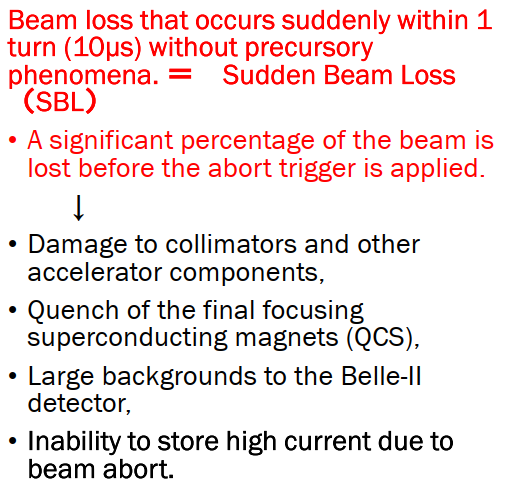 Beam loss that occurs suddenly within 1
turn (10μs) without precursory
phenomena. ＝ Sudden Beam Loss
（SBL）
• A significant percentage of the beam is
lost before the abort trigger is applied.
↓
• Damage to collimators and other
accelerator components,
• Quench of the final focusing
superconducting magnets (QCS),
• Large backgrounds to the Belle-II
detector,
• Inability to store high current due to
beam abort.